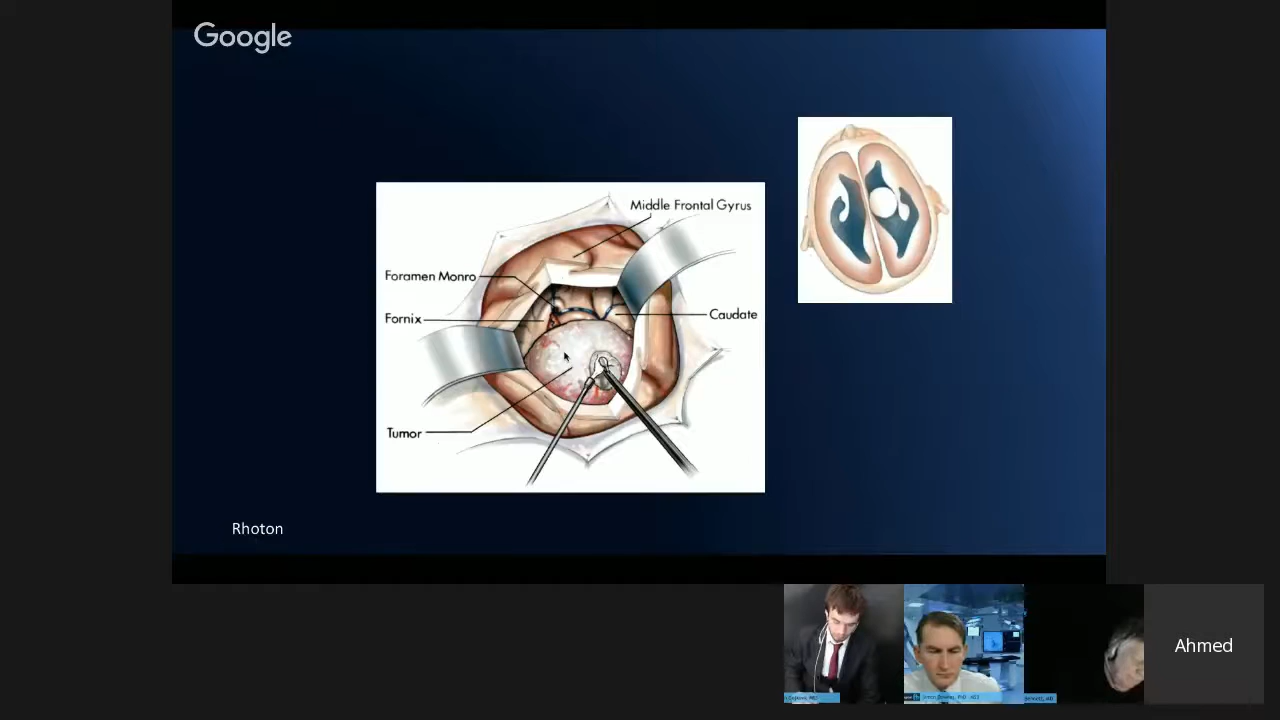 Google
Middle Frontal Gyrus
Foramen Monro
Fornix
Caudate
Tumor
Rhoton
Ahmed